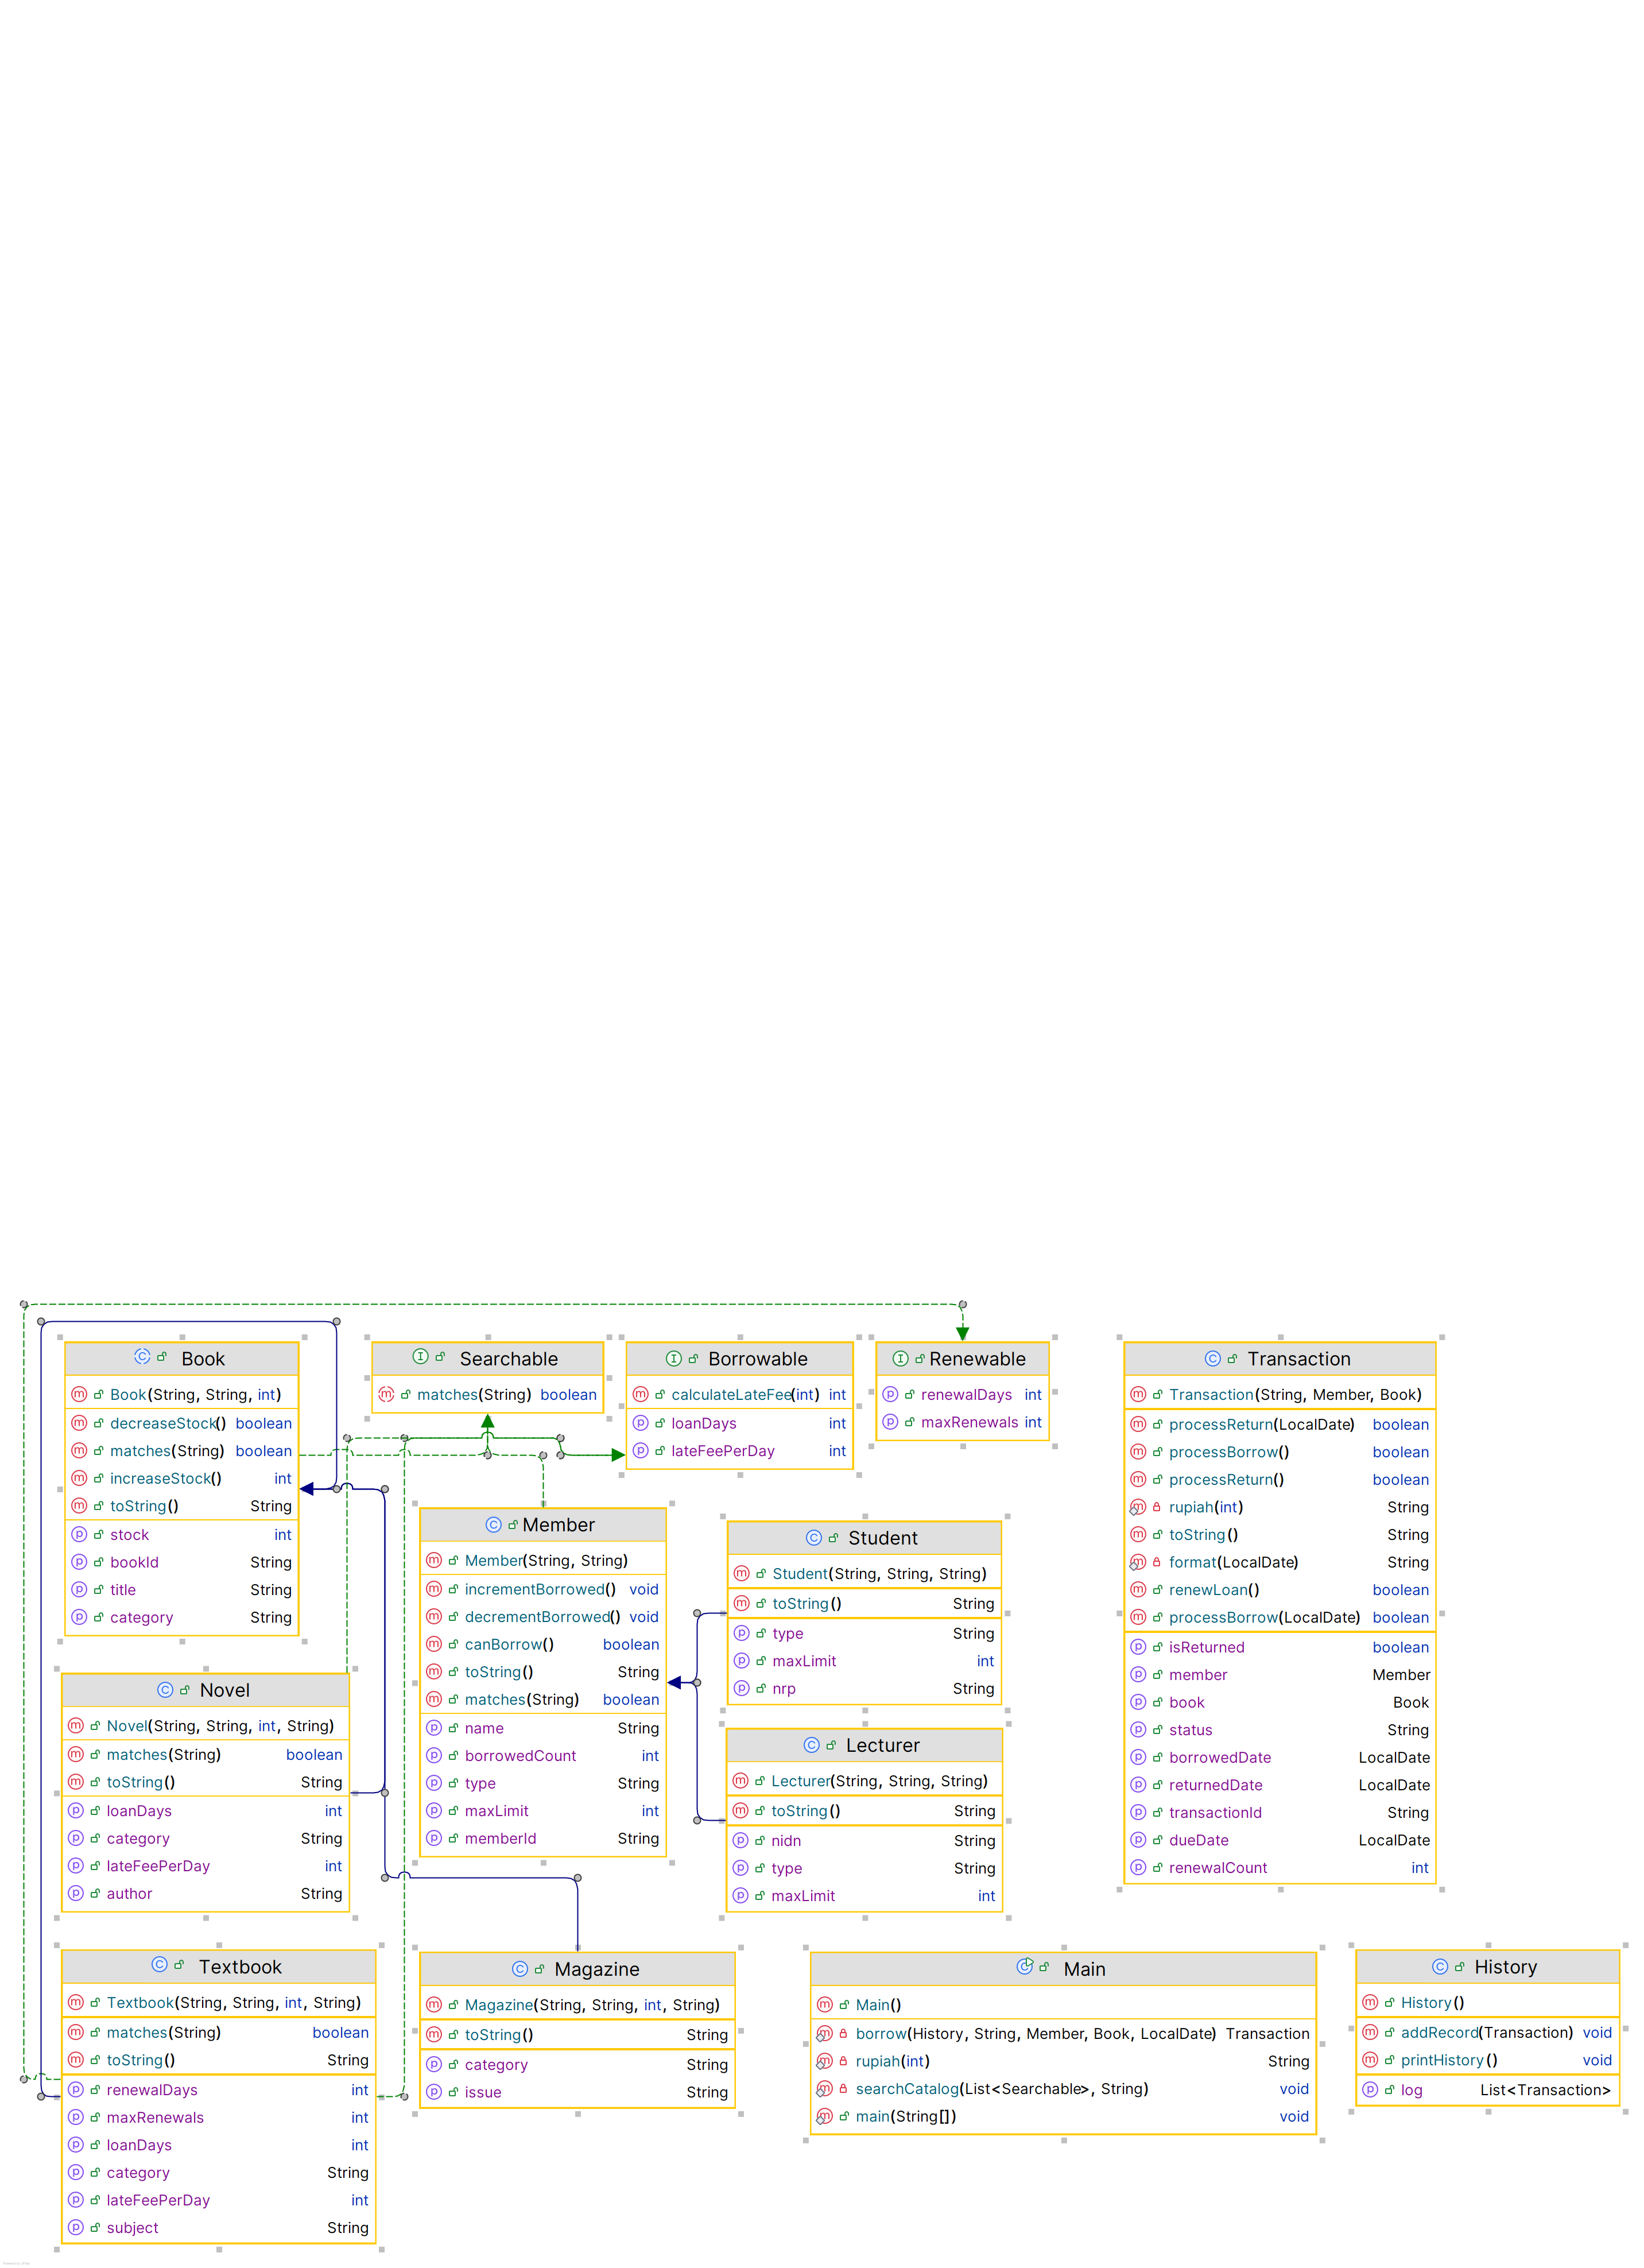 Book
Book(String, String, int)
decreaseStock() boolean
matches(String) boolean
increaseStock() int
toString() String
stock int
bookId String
title String
category String
Searchable
matches(String) boolean
Borrowable
calculateLateFee(int) int
loanDays int
lateFeePerDay int
Renewable
renewalDays int
maxRenewals int
Transaction
Transaction(String, Member, Book)
processReturn(LocalDate) boolean
processBorrow() boolean
processReturn() boolean
rupiah(int) String
toString() String
format(LocalDate) String
renewLoan() boolean
processBorrow(LocalDate) boolean
isReturned boolean
member Member
book Book
status String
borrowedDate LocalDate
returnedDate LocalDate
transactionId String
dueDate LocalDate
renewalCount int
Member
Member(String, String)
incrementBorrowed() void
decrementBorrowed() void
canBorrow() boolean
toString() String
matches(String) boolean
name String
borrowedCount int
type String
maxLimit int
memberId String
Student
Student(String, String, String)
toString() String
type String
maxLimit int
nrp String
Novel
Novel(String, String, int, String)
matches(String) boolean
toString() String
loanDays int
category String
lateFeePerDay int
author String
Lecturer
Lecturer(String, String, String)
toString() String
nidn String
type String
maxLimit int
Textbook
Textbook(String, String, int, String)
matches(String) boolean
toString() String
renewalDays int
maxRenewals int
loanDays int
category String
lateFeePerDay int
subject String
Magazine
Magazine(String, String, int, String)
toString() String
category String
issue String
Main
Main()
borrow(History, String, Member, Book, LocalDate) Transaction
rupiah(int) String
searchCatalog(List<Searchable>, String) void
main(String[]) void
History
History()
addRecord(Transaction) void
printHistory() void
log List<Transaction>